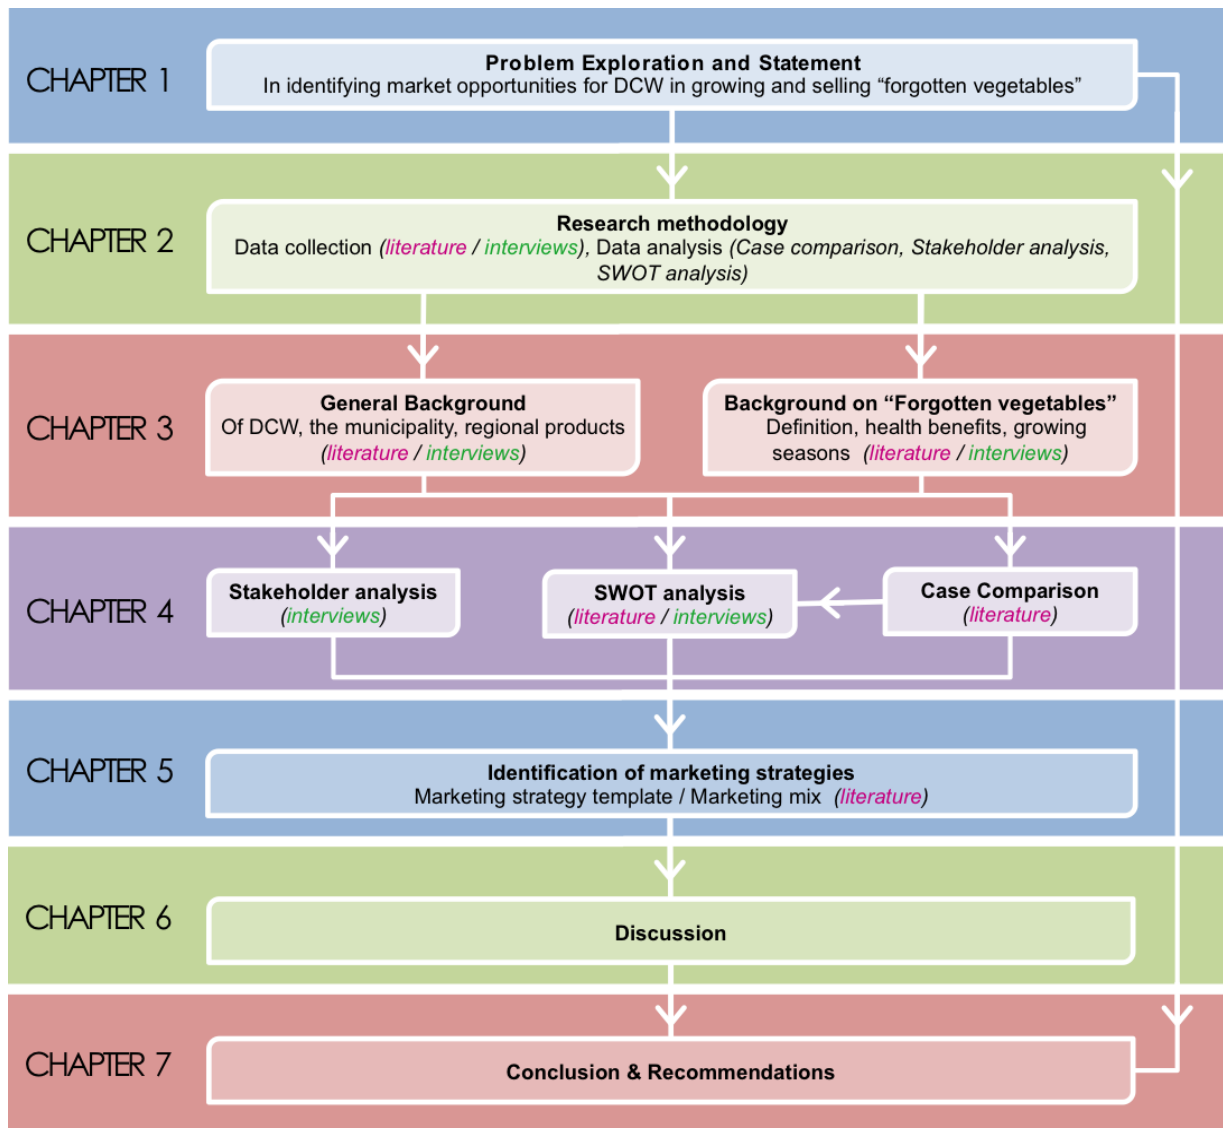 CHAPTER 1
Problem Exploration and Statement
In identifying market opportunities for DCW in growing and selling “forgotten vegetables”
CHAPTER 2
Research methodology
Data collection (literature / interviews), Data analysis (Case comparison, Stakeholder analysis,
SWOT analysis)
CHAPTER 3
General Background
Of DCW, the municipality, regional products
(literature / interviews)
Background on “Forgotten vegetables”
Definition, health benefits, growing
seasons (literature / interviews)
CHAPTER 4
Stakeholder analysis
(interviews)
SWOT analysis
(literature / interviews)
Case Comparison
(literature)
CHAPTER 5
Identification of marketing strategies
Marketing strategy template / Marketing mix (literature)
CHAPTER 6
Discussion
CHAPTER 7
Conclusion & Recommendations